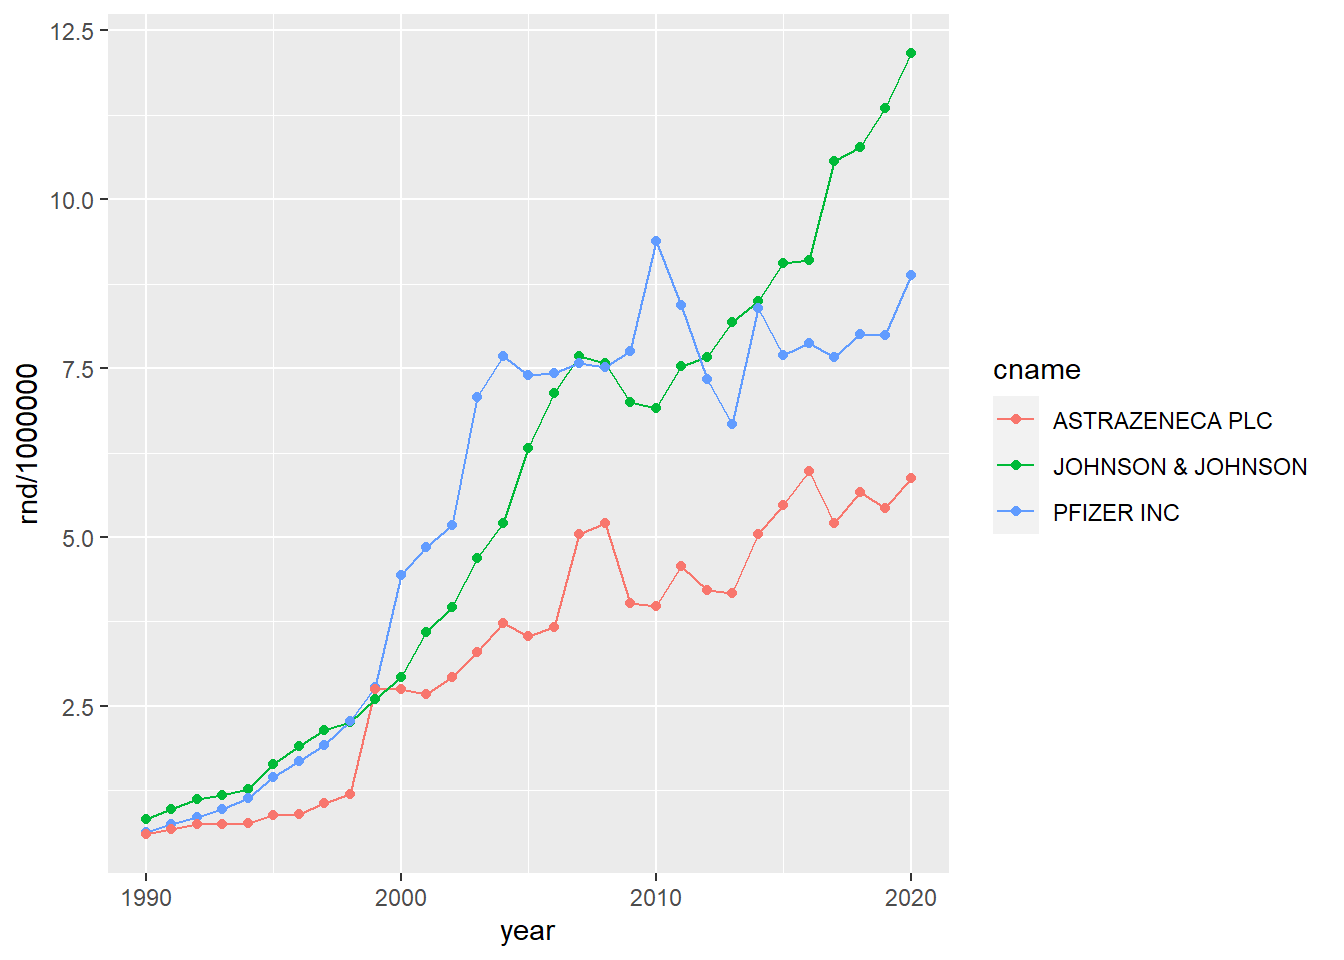 12.5
10.0
7.5
5.0
2.5
rnd/1000000
1990
2000
2010
2020
year
cname
ASTRAZENECA PLC
JOHNSON & JOHNSON
PFIZER INC